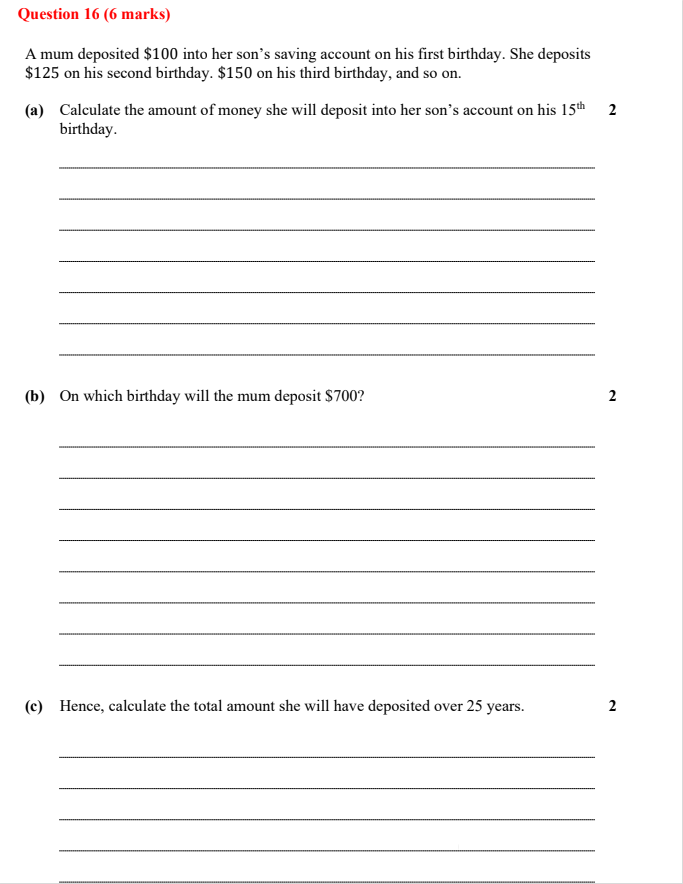 Question 16 (6 marks)
A mum deposited $100 into her son’s saving account on his first birthday. She deposits
$125 on his second birthday. $150 on his third birthday, and so on.
(a) Calculate the amount of money she will deposit into her son’s account on his 15th 2
birthday.
(b) On which birthday will the mum deposit $700? 2
(c) Hence, calculate the total amount she will have deposited over 25 years. 2